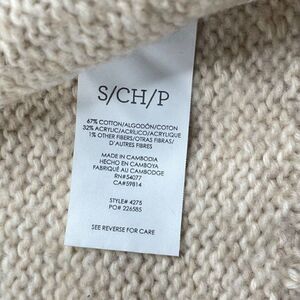 S/CH/P
67% COTTON/ALGODÓN/COTON
32% ACRYLIC/ACRÍLICO/ACRYLIQUE
1% OTHER FIBERS/OTRAS FIBRAS/
D'AUTRES FIBRES
MADE IN CAMBODIA
HECHO EN CAMBOYA
FABRIQUÉ AU CAMBODGE
RN#54077
CA#59814
STYLE# 4275
PO# 226585
SEE REVERSE FOR CARE